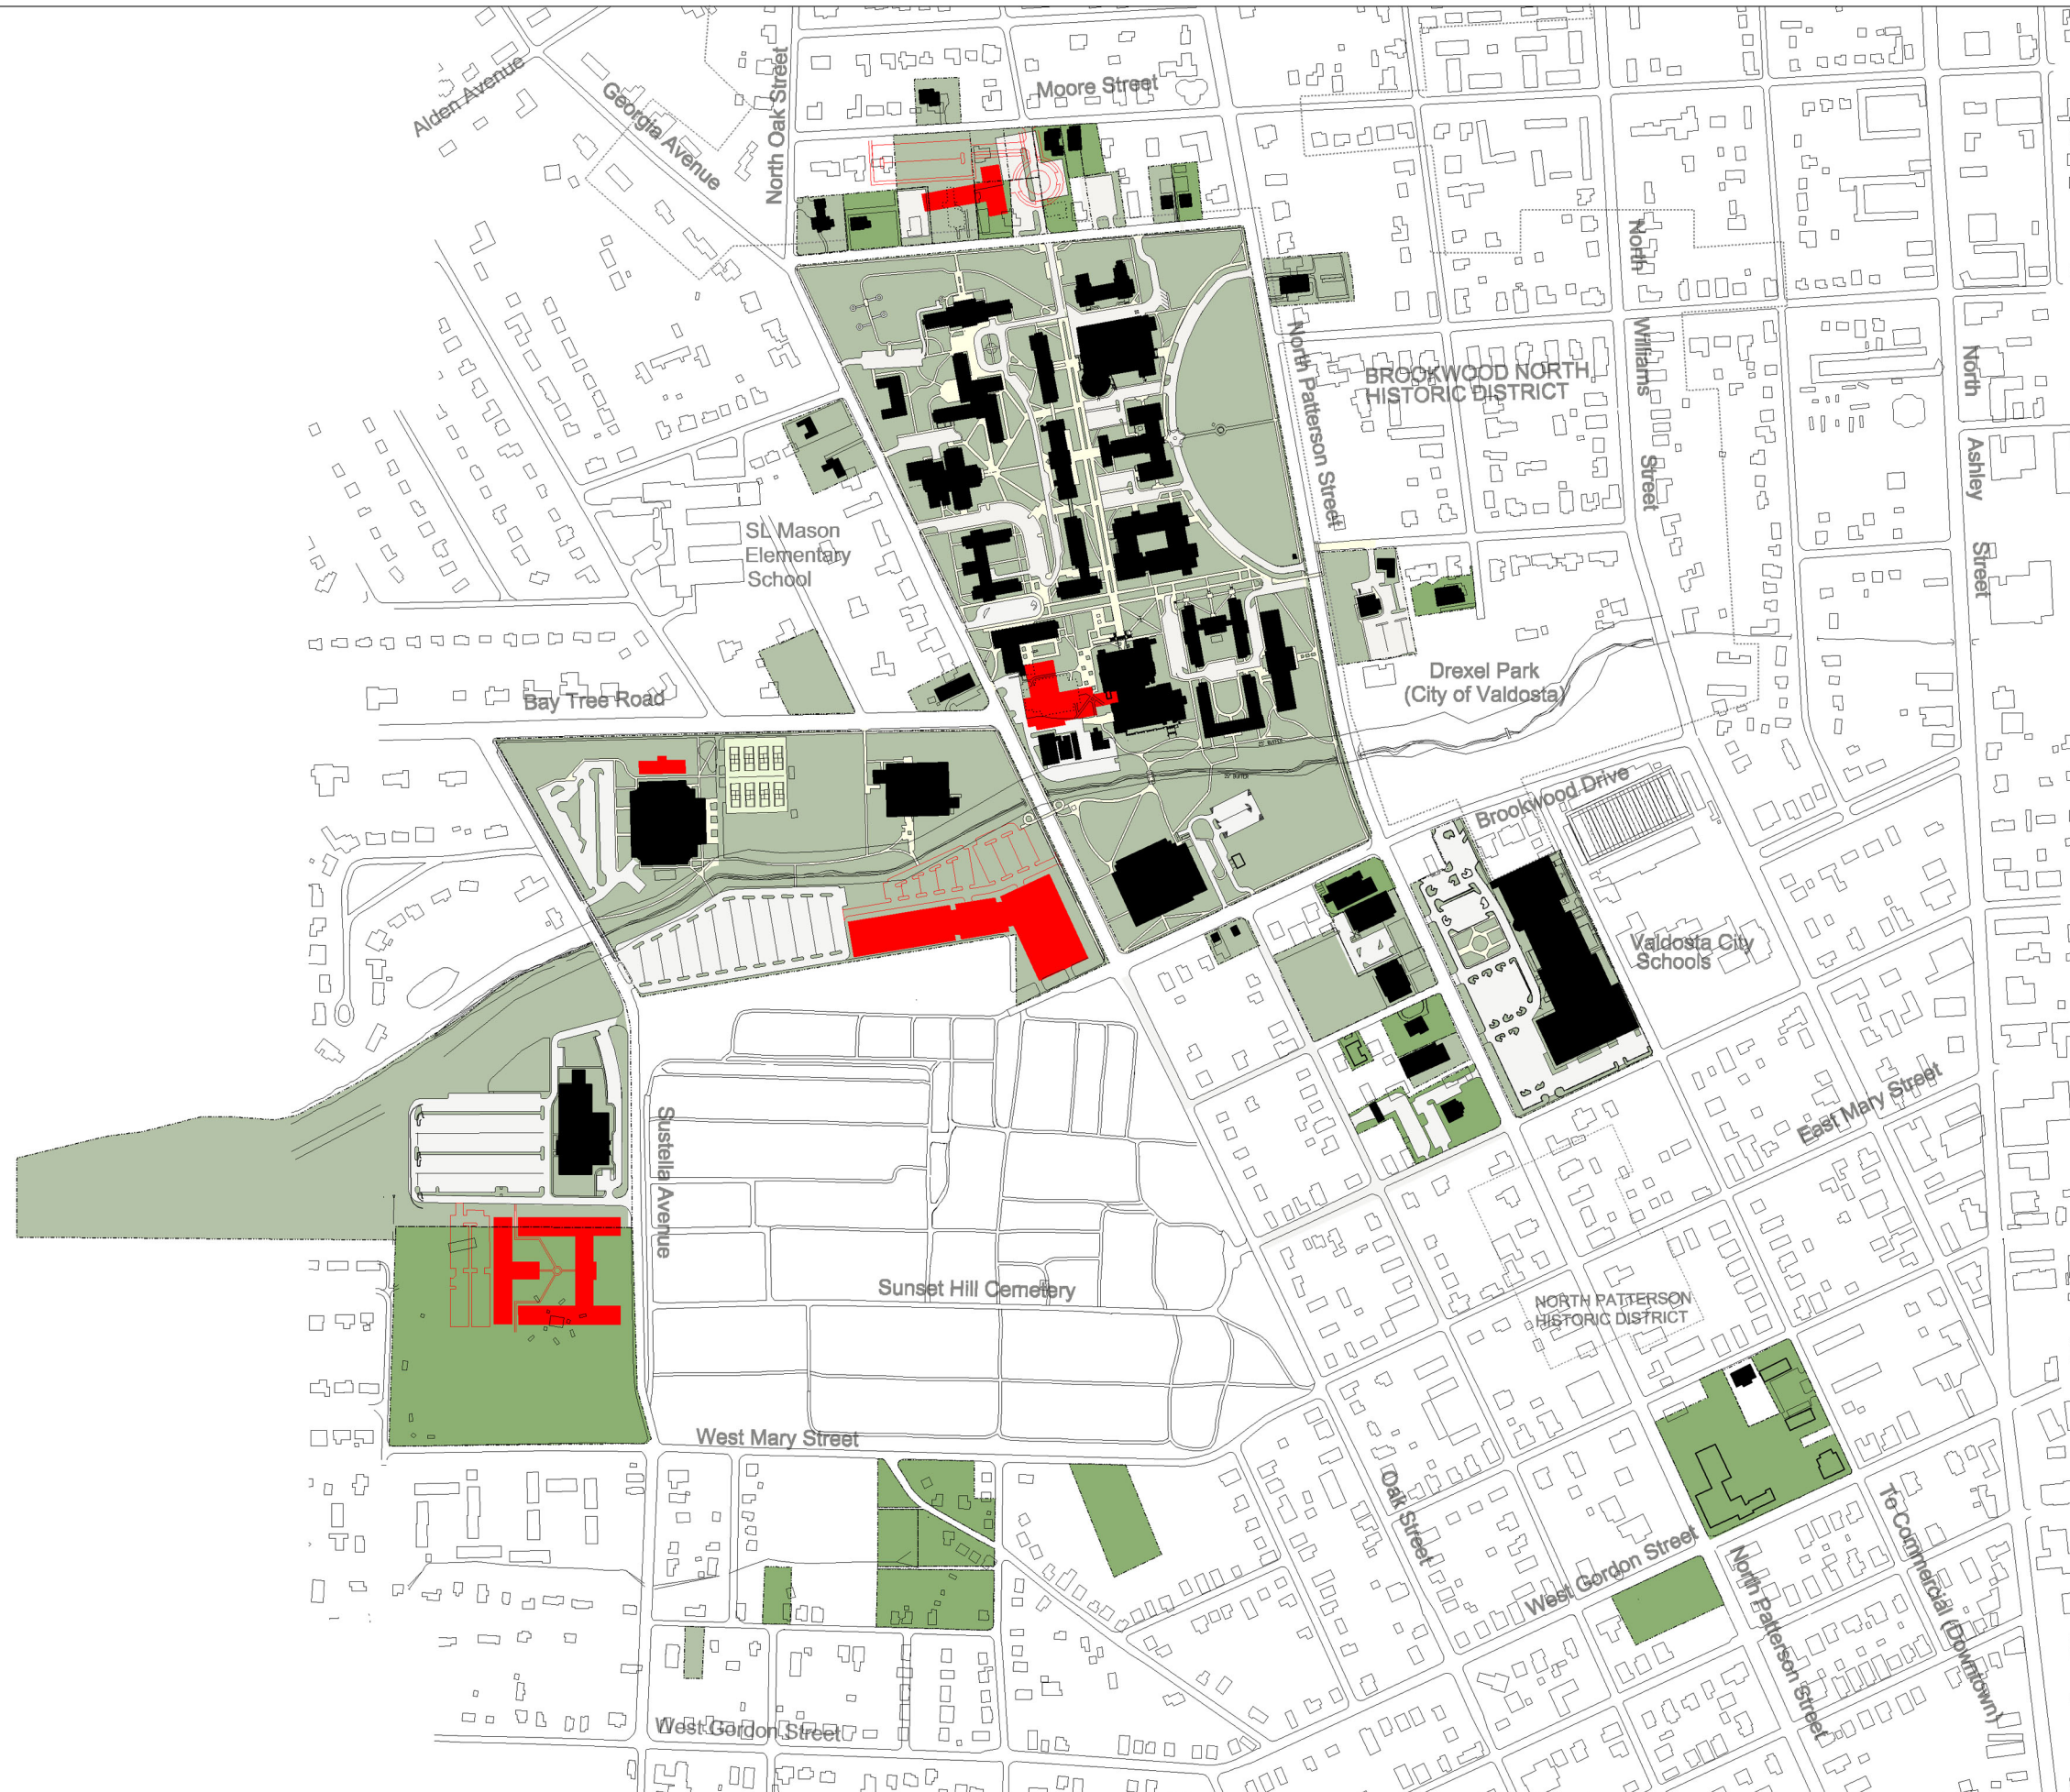 Alden Avenue
Georgia Avenue
North Oak Street
Moore Street
North Patterson Street
BROOKWOOD NORTH
HISTORIC DISTRICT
North
Williams
Street
North
Ashley
Street
SL Mason
Elementary
School
Bay Tree Road
Drexel Park
(City of Valdosta)
Brookwood Drive
Valdosta City
Schools
East Mary Street
Sustella Avenue
Sunset Hill Cemetery
NORTH PATTERSON
HISTORIC DISTRICT
West Mary Street
Oak Street
West Gordon Street
North Patterson Street
To Commercial (Downtown)
West Gordon Street